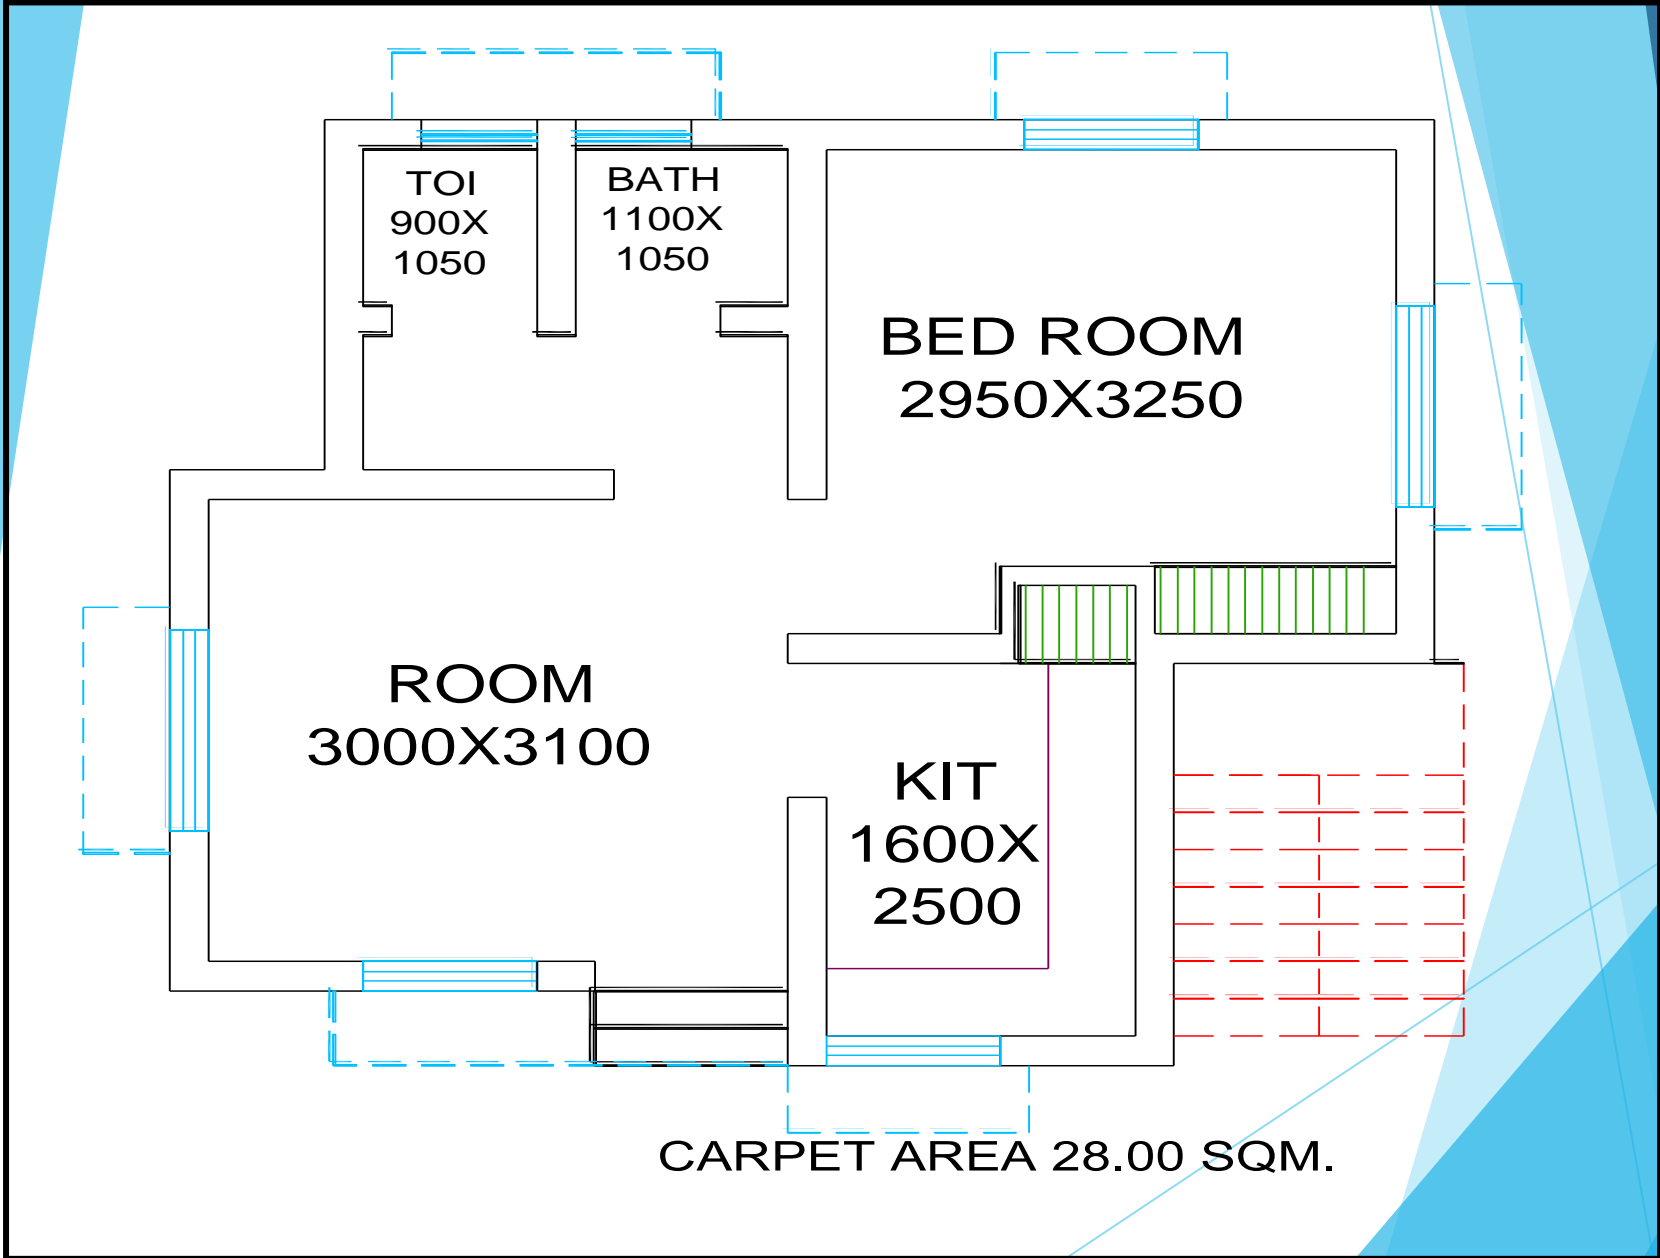 TOI
900X
1050
BATH
1100X
1050
BED ROOM
2950X3250
ROOM
3000X3100
KIT
1600X
2500
CARPET AREA 28.00 SQM.